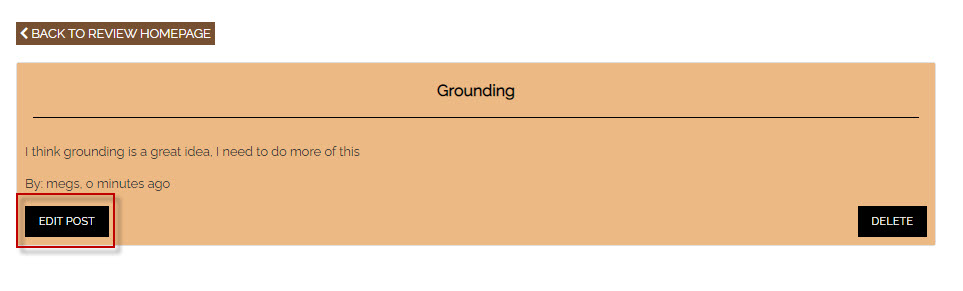 BACK TO REVIEW HOMEPAGE
Grounding
I think grounding is a great idea, I need to do more of this
By: megs, 0 minutes ago
EDIT POST
DELETE